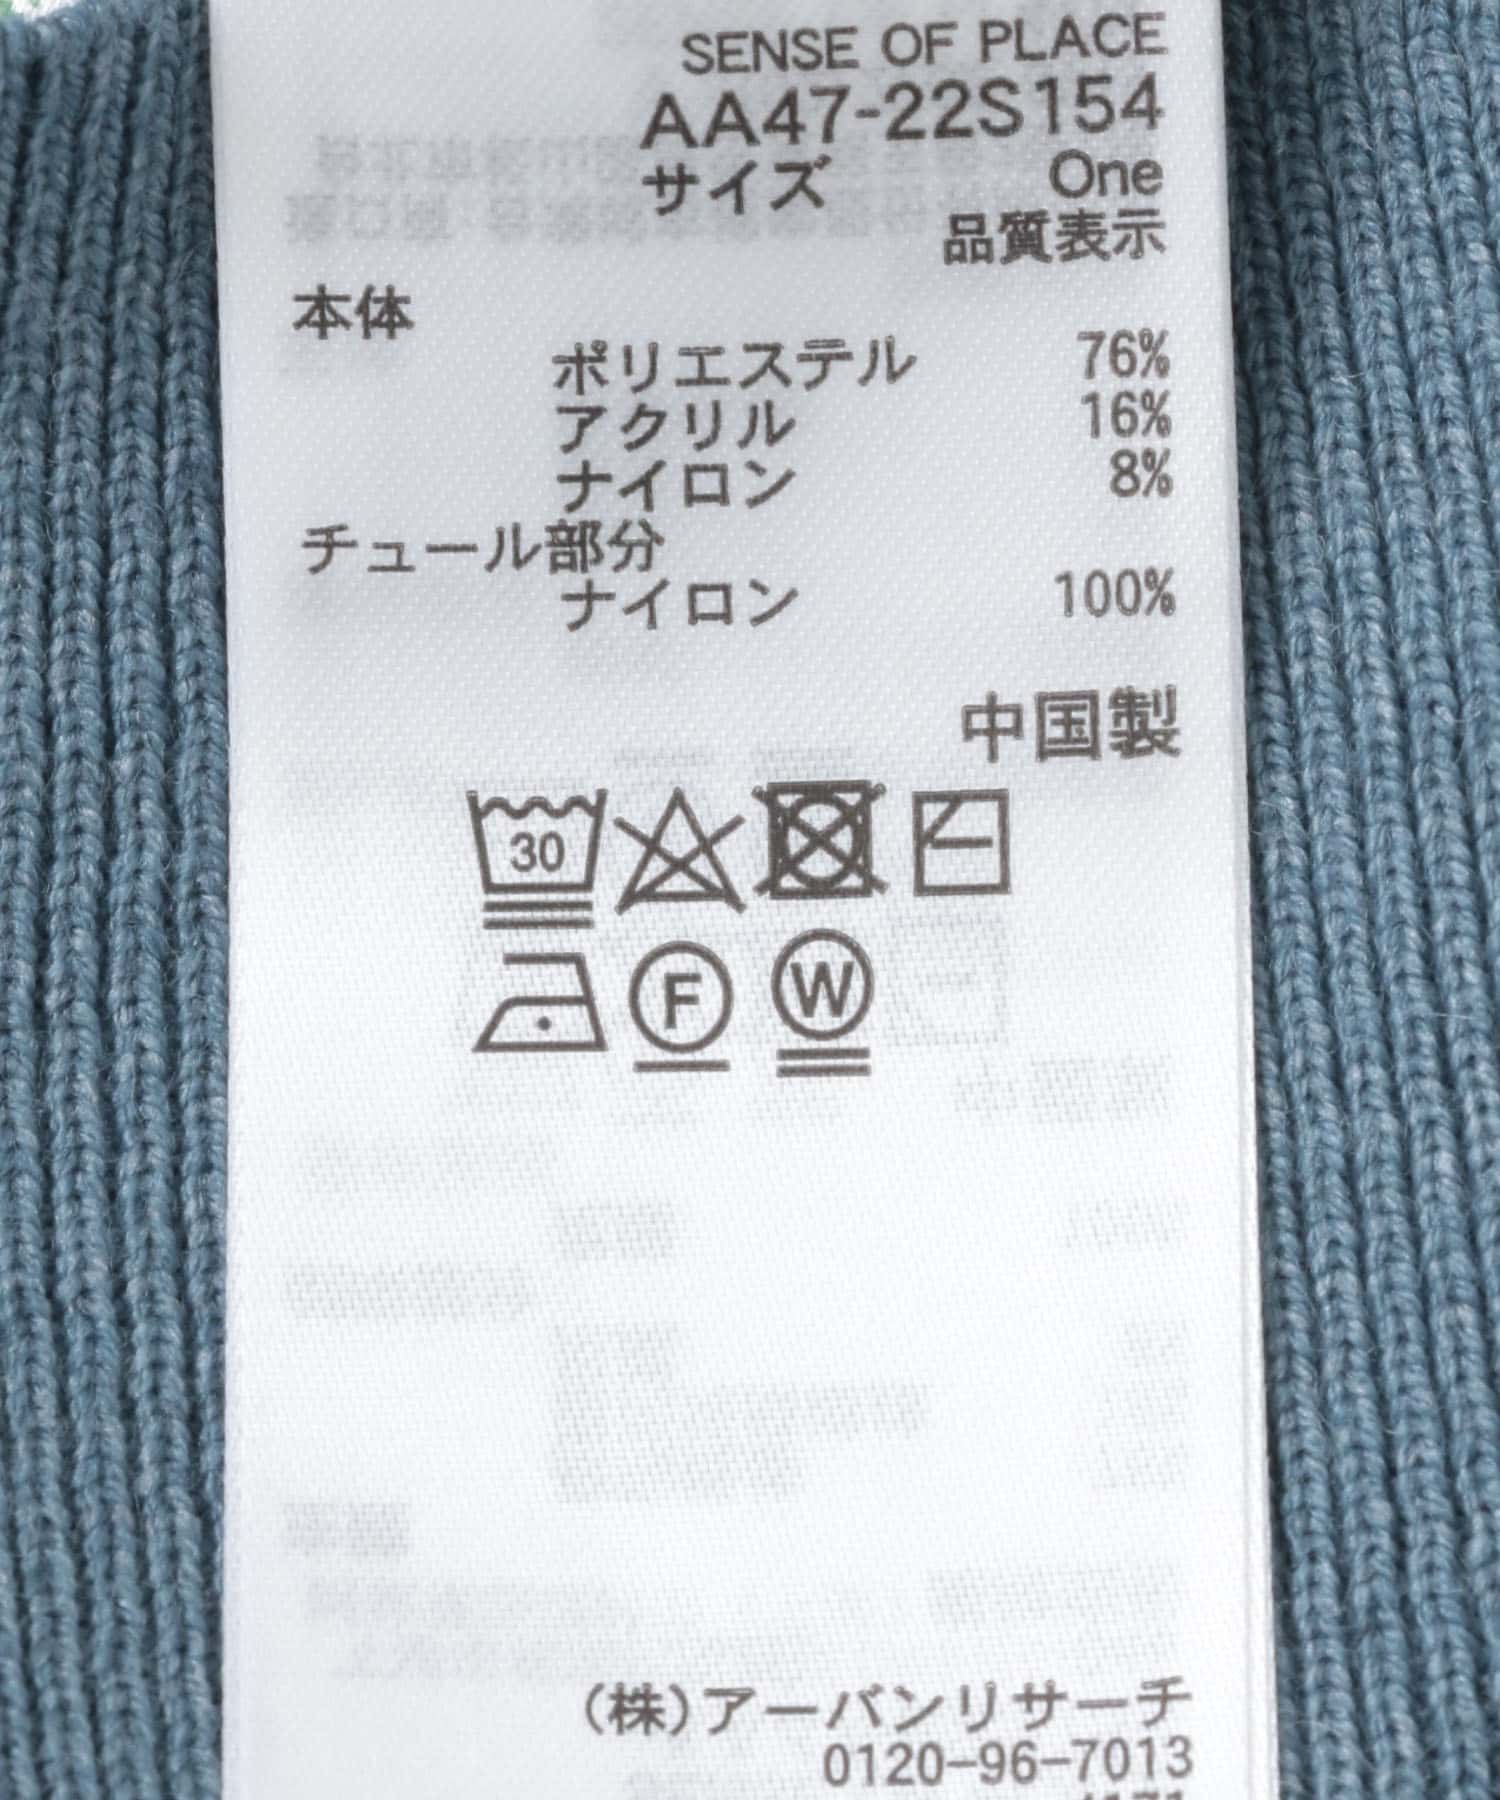 SENSE OF PLACE
AA47-22S154
サイズ One
品質表示
本体
ポリエステル 76%
アクリル 16%
ナイロン 8%
チュール部分
ナイロン 100%
中国製
30
F W
(株)アーバンリサーチ
0120-96-7013